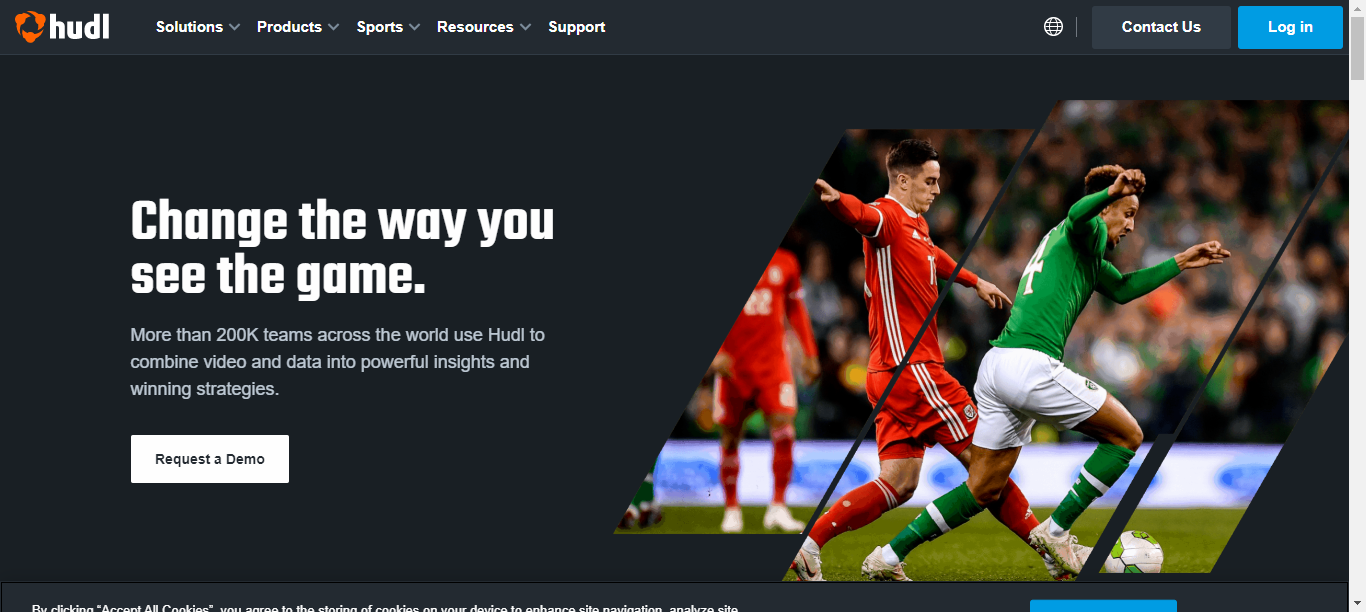 hudl Solutions Products Sports Resources Support Contact Us Log in
Change the way you
see the game.
More than 200K teams across the world use Hudl to
combine video and data into powerful insights and
winning strategies.
Request a Demo
22
11
4
By clicking “Accept All Cookies”, you agree to the storing of cookies on your device to enhance site navigation, analyze site